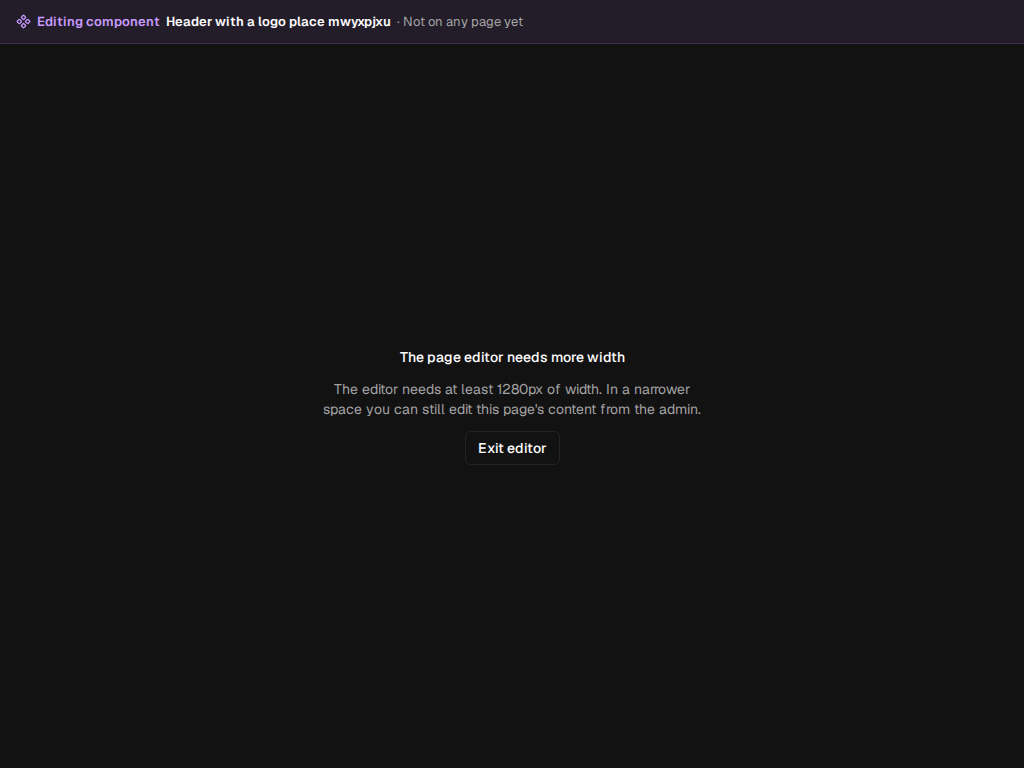 Editing component Header with a logo place mwyxpjxu · Not on any page yet
The page editor needs more width
The editor needs at least 1280px of width. In a narrower
space you can still edit this page's content from the admin.
Exit editor